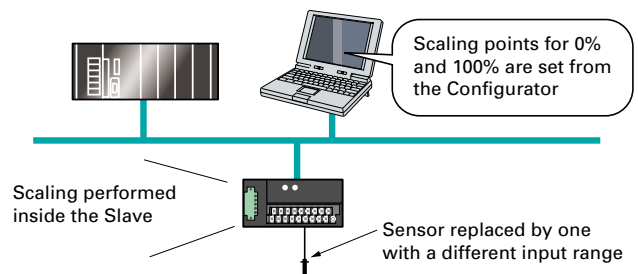 Scaling points for 0%
and 100% are set from
the Configurator
Scaling performed
inside the Slave
Sensor replaced by one
with a different input range